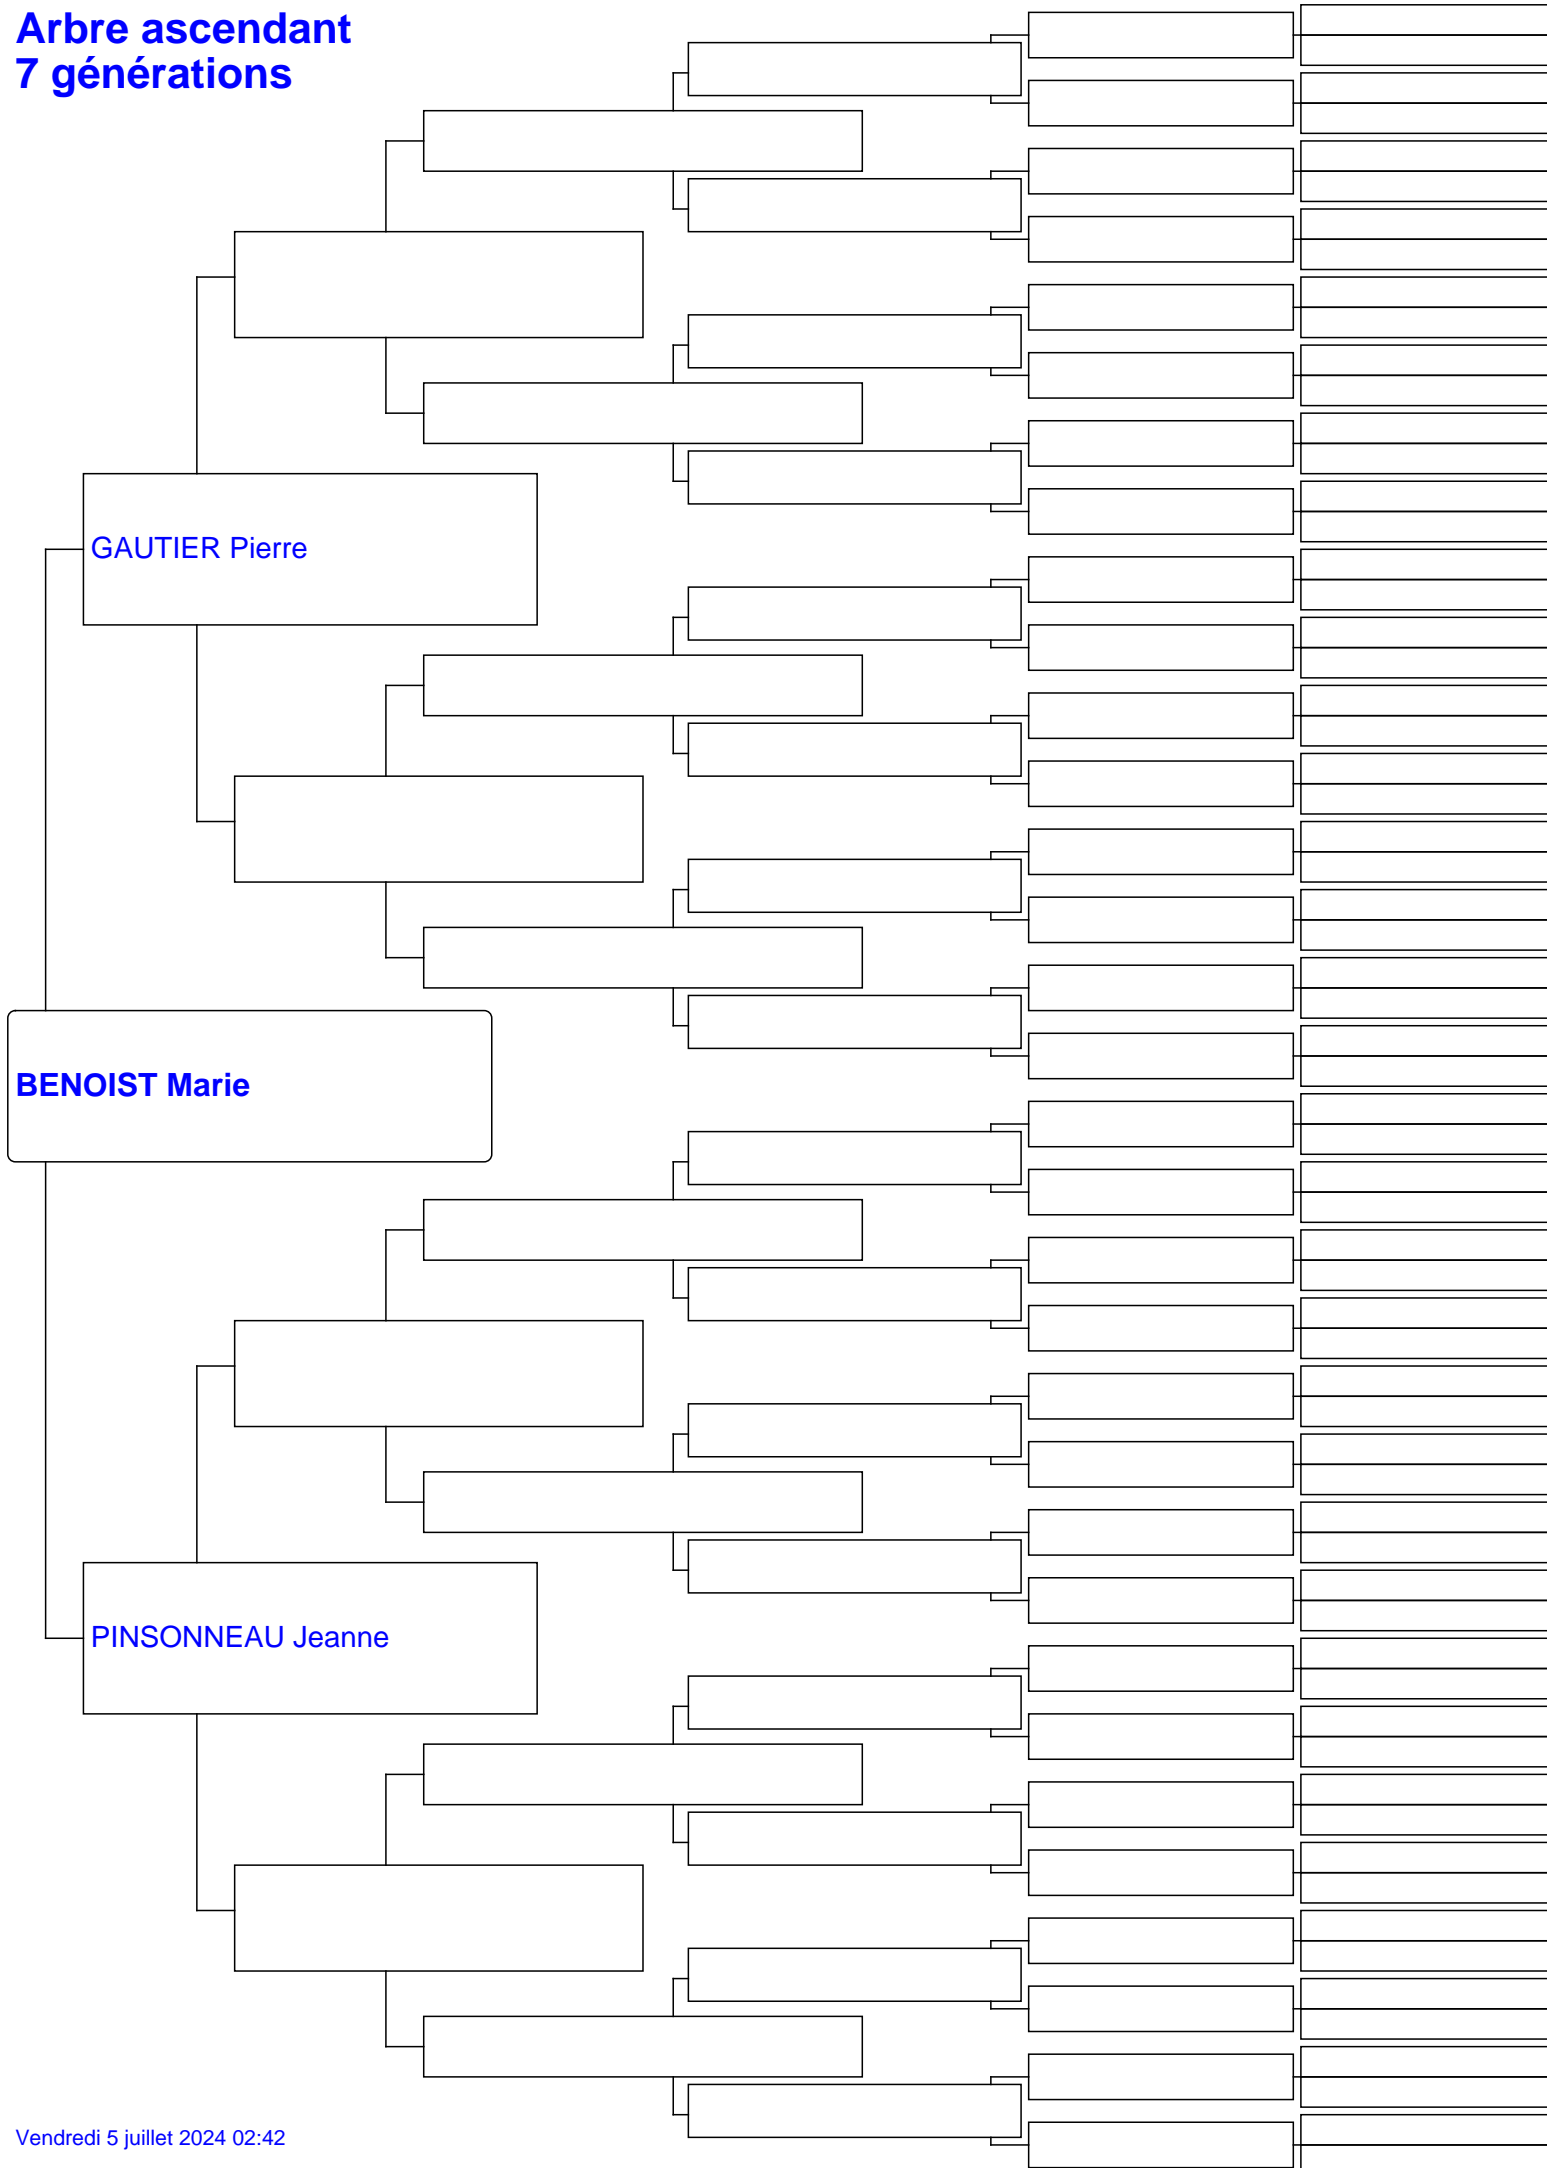 Arbre ascendant
7 générations
GAUTIER Pierre
BENOIST Marie
PINSONNEAU Jeanne
Vendredi 5 juillet 2024 02:42